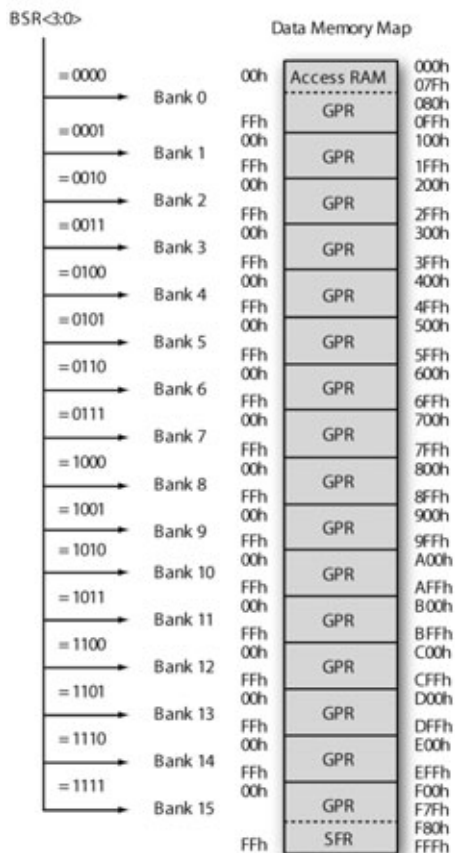 BSR<3:0>
Data Memory Map
= 0000
Bank 0
00h
Access RAM
000h
07Fh
GPR
080h
FFh
0FFh
= 0001
Bank 1
00h
GPR
100h
FFh
1FFh
= 0010
Bank 2
00h
GPR
200h
FFh
2FFh
= 0011
Bank 3
00h
GPR
300h
FFh
3FFh
= 0100
Bank 4
00h
GPR
400h
FFh
4FFh
= 0101
Bank 5
00h
GPR
500h
FFh
5FFh
= 0110
Bank 6
00h
GPR
600h
FFh
6FFh
= 0111
Bank 7
00h
GPR
700h
FFh
7FFh
= 1000
Bank 8
00h
GPR
800h
FFh
8FFh
= 1001
Bank 9
00h
GPR
900h
FFh
9FFh
= 1010
Bank 10
00h
GPR
A00h
FFh
AFFh
= 1011
Bank 11
00h
GPR
B00h
FFh
BFFh
= 1100
Bank 12
00h
GPR
C00h
FFh
CFFh
= 1101
Bank 13
00h
GPR
D00h
FFh
DFFh
= 1110
Bank 14
00h
GPR
E00h
FFh
EFFh
= 1111
Bank 15
00h
GPR
F00h
F7Fh
SFR
F80h
FFh
FFFh